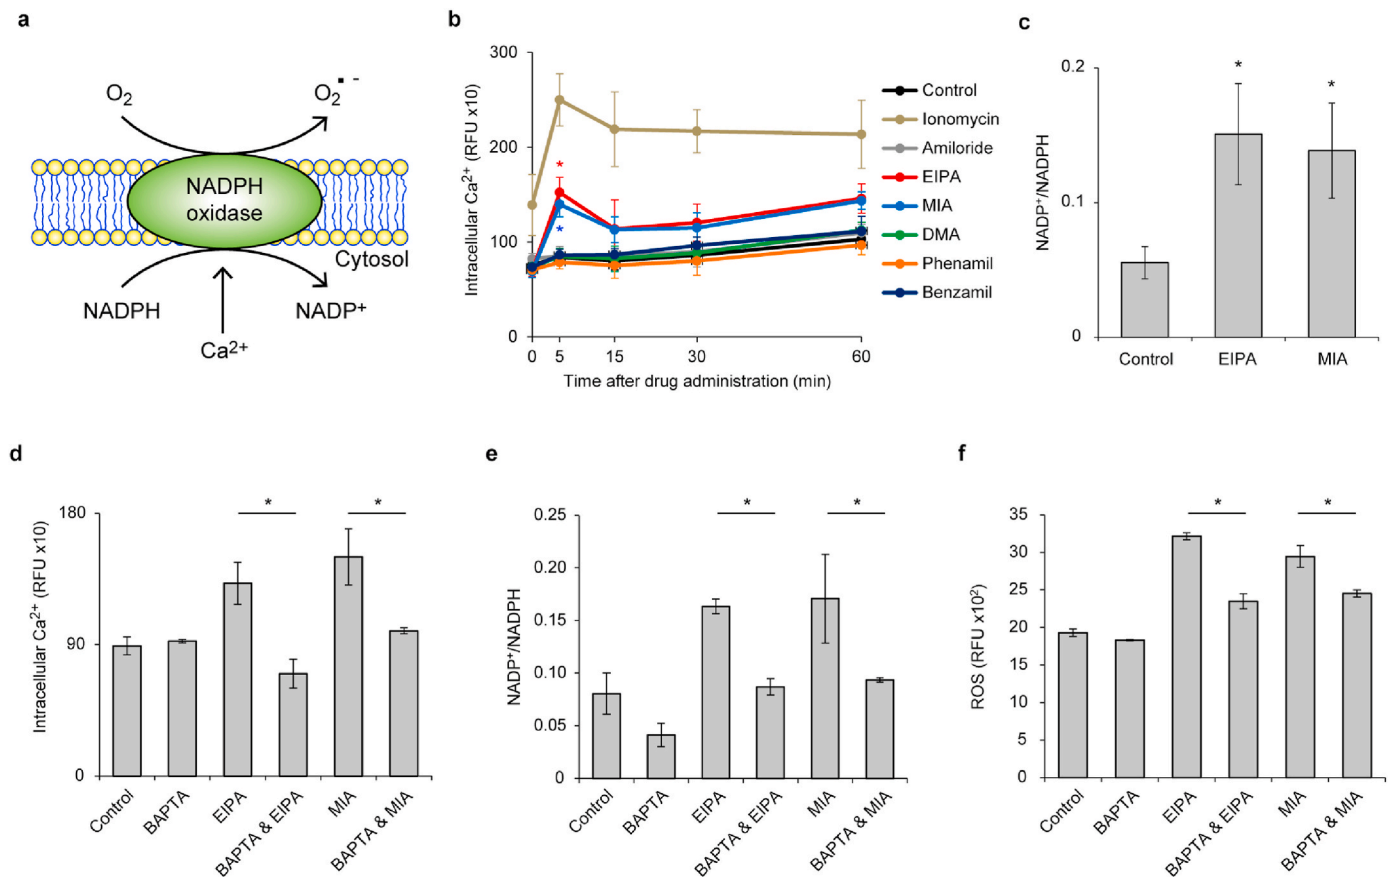 a
O2
O2▪ -
NADPH
oxidase
Cytosol
NADPH
NADP+
Ca2+
b
Intracellular Ca2+ (RFU x10)
300
200
100
0
*
*
0 5 15 30 60
Time after drug administration (min)
Control
Ionomycin
Amiloride
EIPA
MIA
DMA
Phenamil
Benzamil
c
NADP+/NADPH
0.2
0.1
0
*
*
Control EIPA MIA
d
Intracellular Ca2+ (RFU x10)
180
90
0
* *
Control
BAPTA
EIPA
BAPTA & EIPA
MIA
BAPTA & MIA
e
NADP+/NADPH
0.25
0.20
0.15
0.10
0.05
0
* *
Control
BAPTA
EIPA
BAPTA & EIPA
MIA
BAPTA & MIA
f
ROS (RFU x102)
35
30
25
20
15
10
5
0
* *
Control
BAPTA
EIPA
BAPTA & EIPA
MIA
BAPTA & MIA